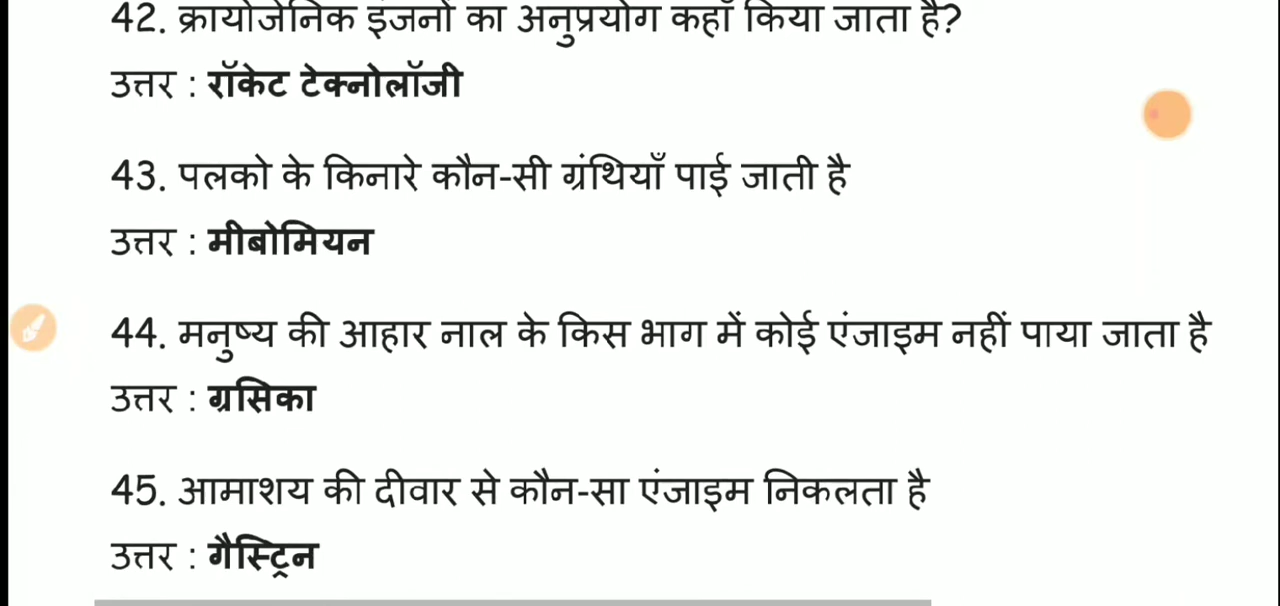 42. क्रायोजेनिक इंजनों का अनुप्रयोग कहाँ किया जाता है?
उत्तर : रॉकेट टेक्नोलॉजी
43. पलको के किनारे कौन-सी ग्रंथियाँ पाई जाती है
उत्तर : मीबोमियन
44. मनुष्य की आहार नाल के किस भाग में कोई एंजाइम नहीं पाया जाता है
उत्तर : ग्रसिका
45. आमाशय की दीवार से कौन-सा एंजाइम निकलता है
उत्तर : गैस्ट्रिन